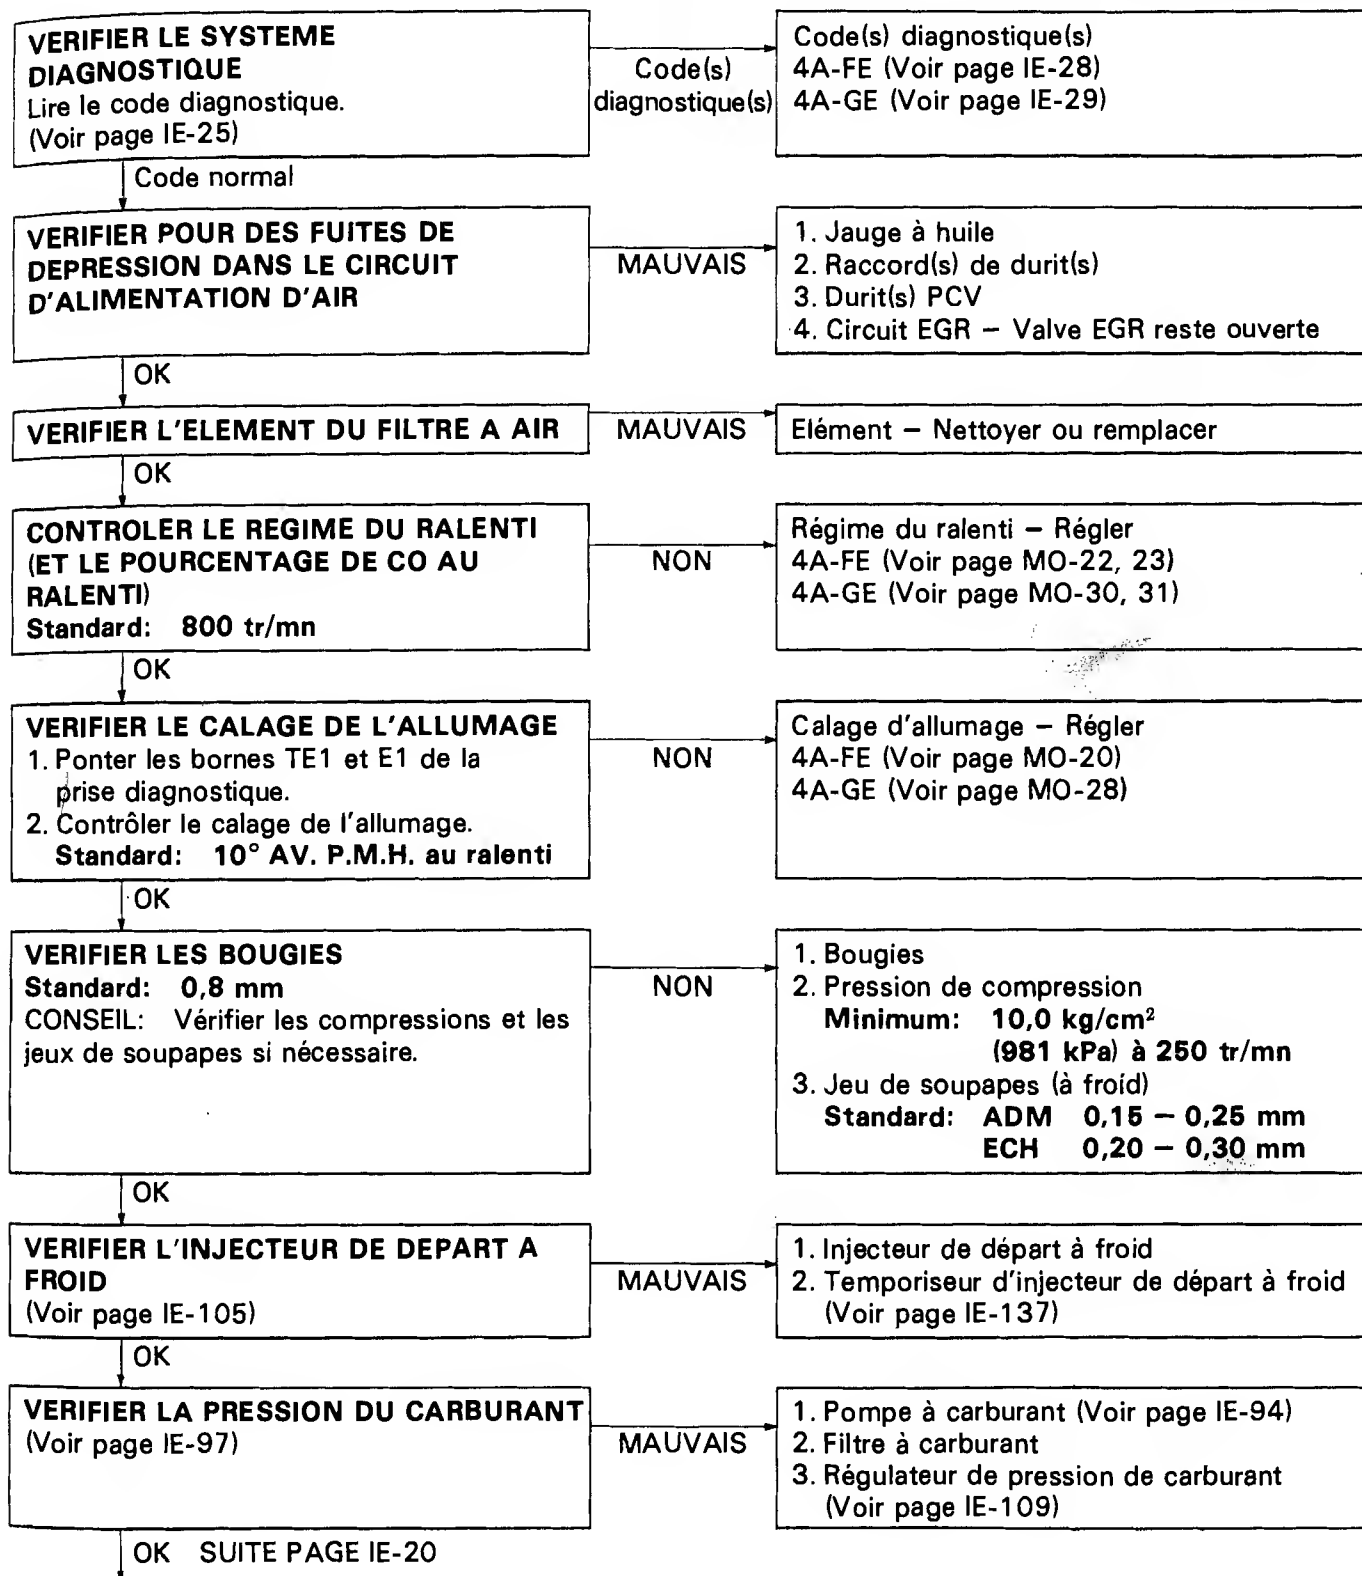 VERIFIER LE SYSTEME
DIAGNOSTIQUE
Lire le code diagnostique.
(Voir page IE-25)
Code(s)
diagnostique(s)
Code(s) diagnostique(s)
4A-FE (Voir page IE-28)
4A-GE (Voir page IE-29)
Code normal
VERIFIER POUR DES FUITES DE
DEPRESSION DANS LE CIRCUIT
D'ALIMENTATION D'AIR
MAUVAIS
1. Jauge à huile
2. Raccord(s) de durit(s)
3. Durit(s) PCV
4. Circuit EGR — Valve EGR reste ouverte
OK
VERIFIER L'ELEMENT DU FILTRE A AIR
MAUVAIS
Elément — Nettoyer ou remplacer
OK
CONTROLER LE REGIME DU RALENTI
(ET LE POURCENTAGE DE CO AU
RALENTI)
Standard: 800 tr/mn
NON
Régime du ralenti — Régler
4A-FE (Voir page MO-22, 23)
4A-GE (Voir page MO-30, 31)
OK
VERIFIER LE CALAGE DE L'ALLUMAGE
1. Ponter les bornes TE1 et E1 de la
prise diagnostique.
2. Contrôler le calage de l'allumage.
Standard: 10° AV. P.M.H. au ralenti
NON
Calage d'allumage — Régler
4A-FE (Voir page MO-20)
4A-GE (Voir page MO-28)
OK
VERIFIER LES BOUGIES
Standard: 0,8 mm
CONSEIL: Vérifier les compressions et les
jeux de soupapes si nécessaire.
NON
1. Bougies
2. Pression de compression
Minimum: 10,0 kg/cm²
(981 kPa) à 250 tr/mn
3. Jeu de soupapes (à froid)
Standard: ADM 0,15 — 0,25 mm
ECH 0,20 — 0,30 mm
OK
VERIFIER L'INJECTEUR DE DEPART A
FROID
(Voir page IE-105)
MAUVAIS
1. Injecteur de départ à froid
2. Temporiseur d'injecteur de départ à froid
(Voir page IE-137)
OK
VERIFIER LA PRESSION DU CARBURANT
(Voir page IE-97)
MAUVAIS
1. Pompe à carburant (Voir page IE-94)
2. Filtre à carburant
3. Régulateur de pression de carburant
(Voir page IE-109)
OK SUITE PAGE IE-20